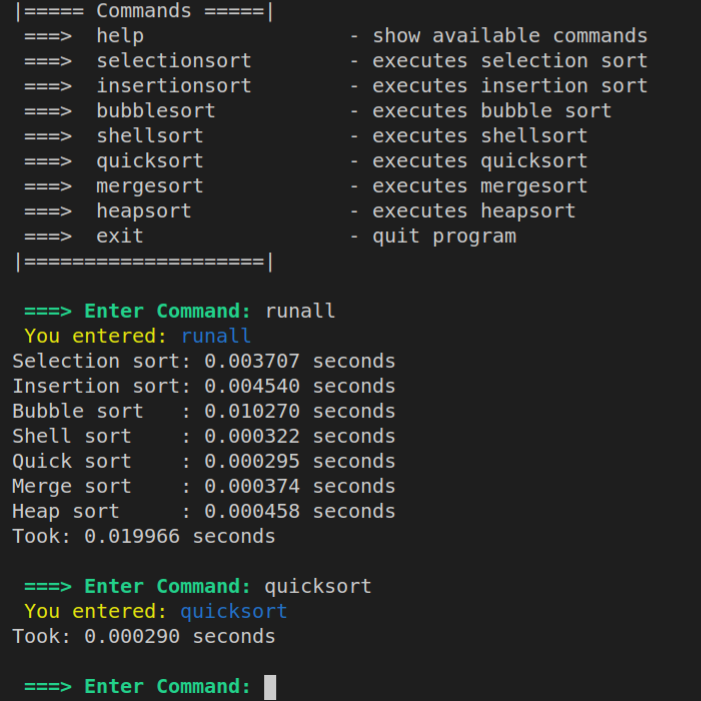 |===== Commands =====|
 ===>  help                 - show available commands
 ===>  selectionsort        - executes selection sort
 ===>  insertionsort        - executes insertion sort
 ===>  bubblesort           - executes bubble sort
 ===>  shellsort            - executes shellsort
 ===>  quicksort            - executes quicksort
 ===>  mergesort            - executes mergesort
 ===>  heapsort             - executes heapsort
 ===>  exit                 - quit program
|====================|
 ===> Enter Command: runall
 You entered: runall
Selection sort: 0.003707 seconds
Insertion sort: 0.004540 seconds
Bubble sort   : 0.010270 seconds
Shell sort    : 0.000322 seconds
Quick sort    : 0.000295 seconds
Merge sort    : 0.000374 seconds
Heap sort     : 0.000458 seconds
Took: 0.019966 seconds
 ===> Enter Command: quicksort
 You entered: quicksort
Took: 0.000290 seconds
 ===> Enter Command: